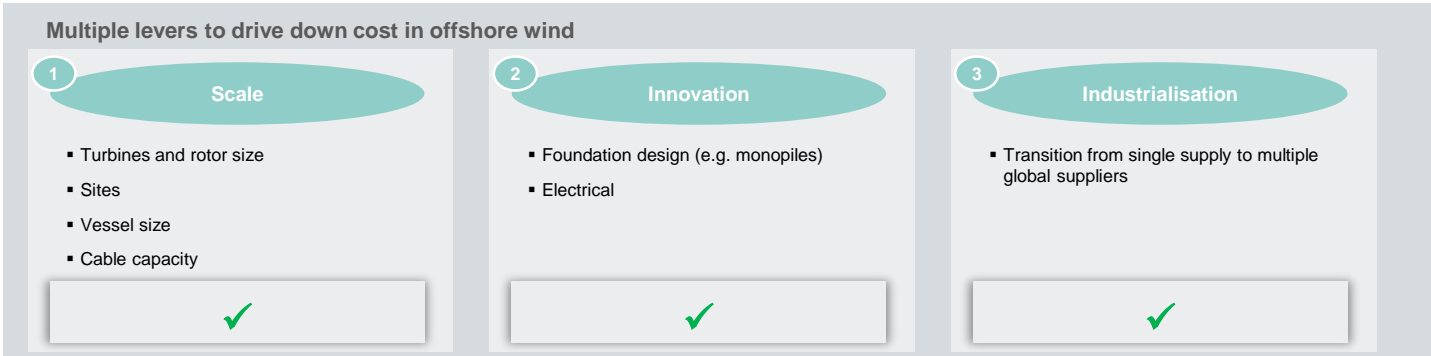 Multiple levers to drive down cost in offshore wind
1
Scale
▪ Turbines and rotor size
▪ Sites
▪ Vessel size
▪ Cable capacity
✓
2
Innovation
▪ Foundation design (e.g. monopiles)
▪ Electrical
✓
3
Industrialisation
▪ Transition from single supply to multiple
global suppliers
✓